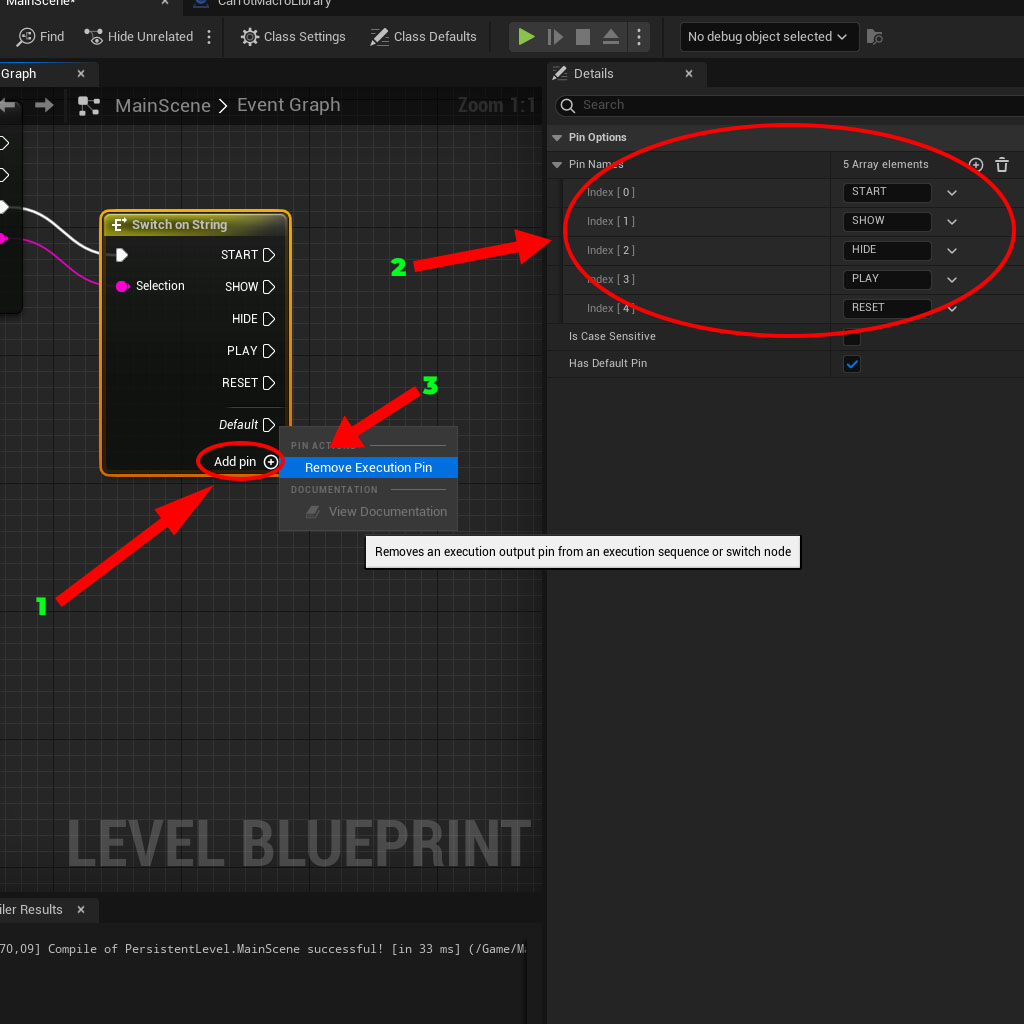 MainScene*
CarrotMacroLibrary
Find
Hide Unrelated
Class Settings
Class Defaults
No debug object selected
Graph
Details
MainScene > Event Graph
Zoom 1:1
Search
Pin Options
Pin Names
5 Array elements
Index [ 0 ]
START
Index [ 1 ]
SHOW
Index [ 2 ]
HIDE
Index [ 3 ]
PLAY
Index [ 4 ]
RESET
Is Case Sensitive
Has Default Pin
Switch on String
START
Selection
SHOW
HIDE
PLAY
RESET
Default
Add pin
2
3
1
PIN ACTIONS
Remove Execution Pin
DOCUMENTATION
View Documentation
Removes an execution output pin from an execution sequence or switch node
LEVEL BLUEPRINT
iler Results
70,09] Compile of PersistentLevel.MainScene successful! [in 33 ms] (/Game/Ma